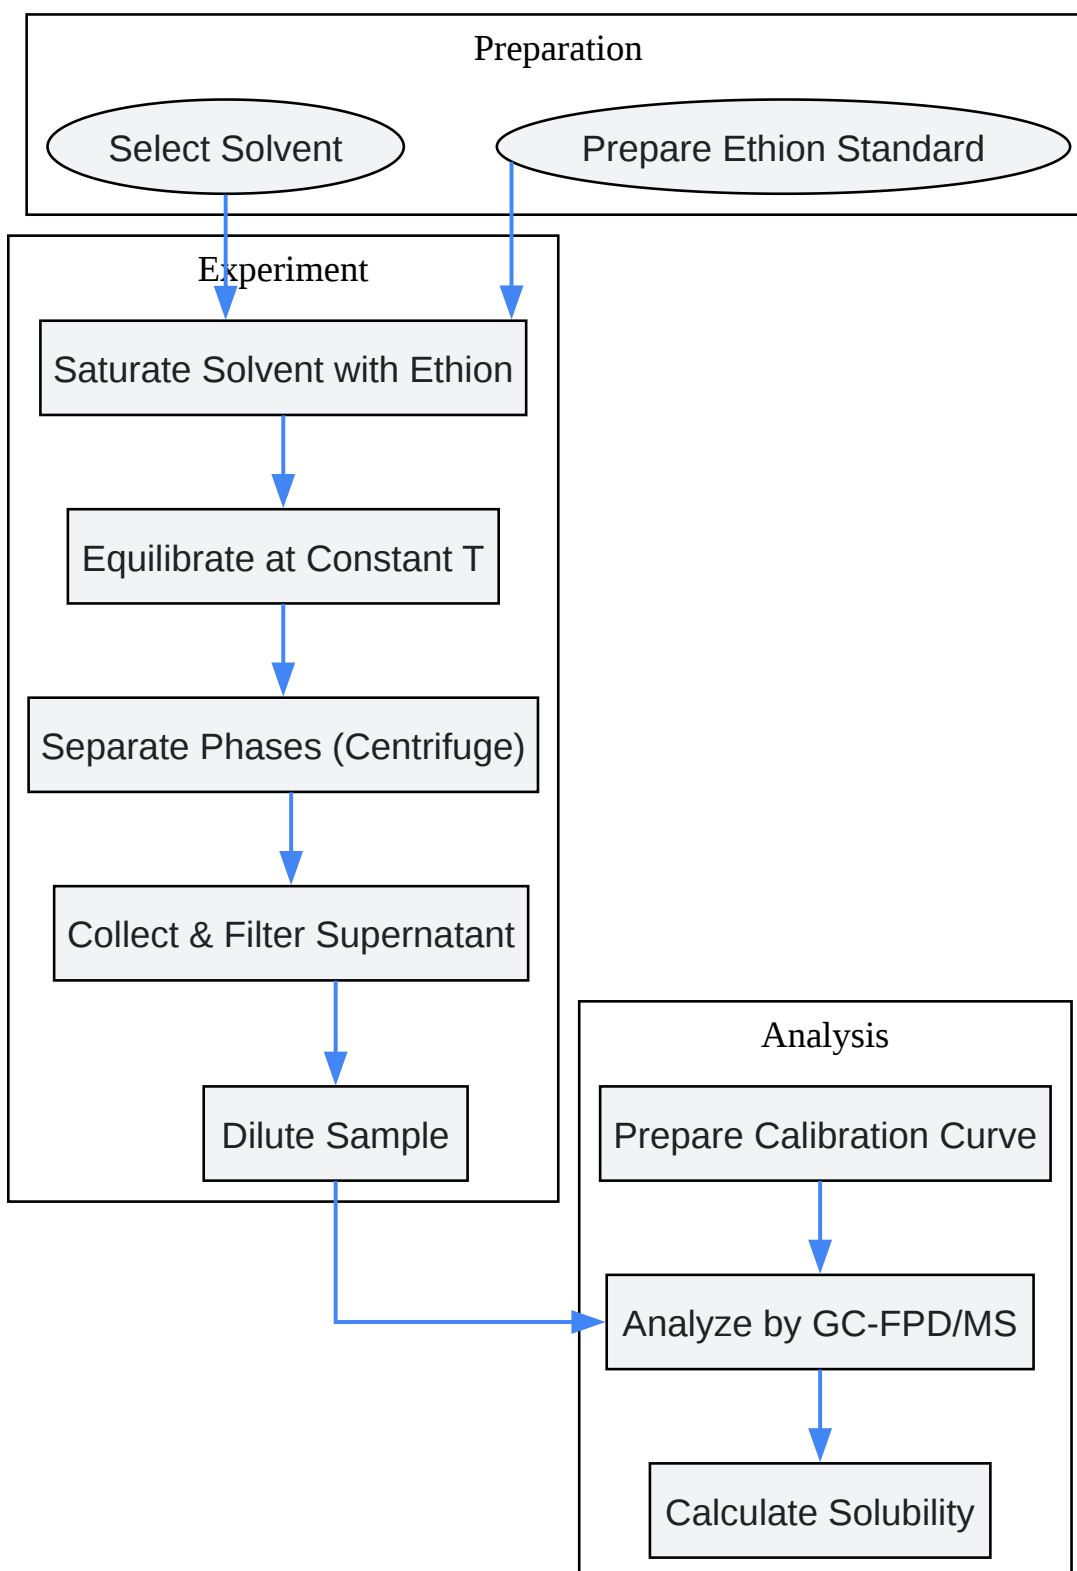 Preparation
Select Solvent
Prepare Ethion Standard
Experiment
Saturate Solvent with Ethion
Equilibrate at Constant T
Separate Phases (Centrifuge)
Collect & Filter Supernatant
Dilute Sample
Analysis
Prepare Calibration Curve
Analyze by GC-FPD/MS
Calculate Solubility